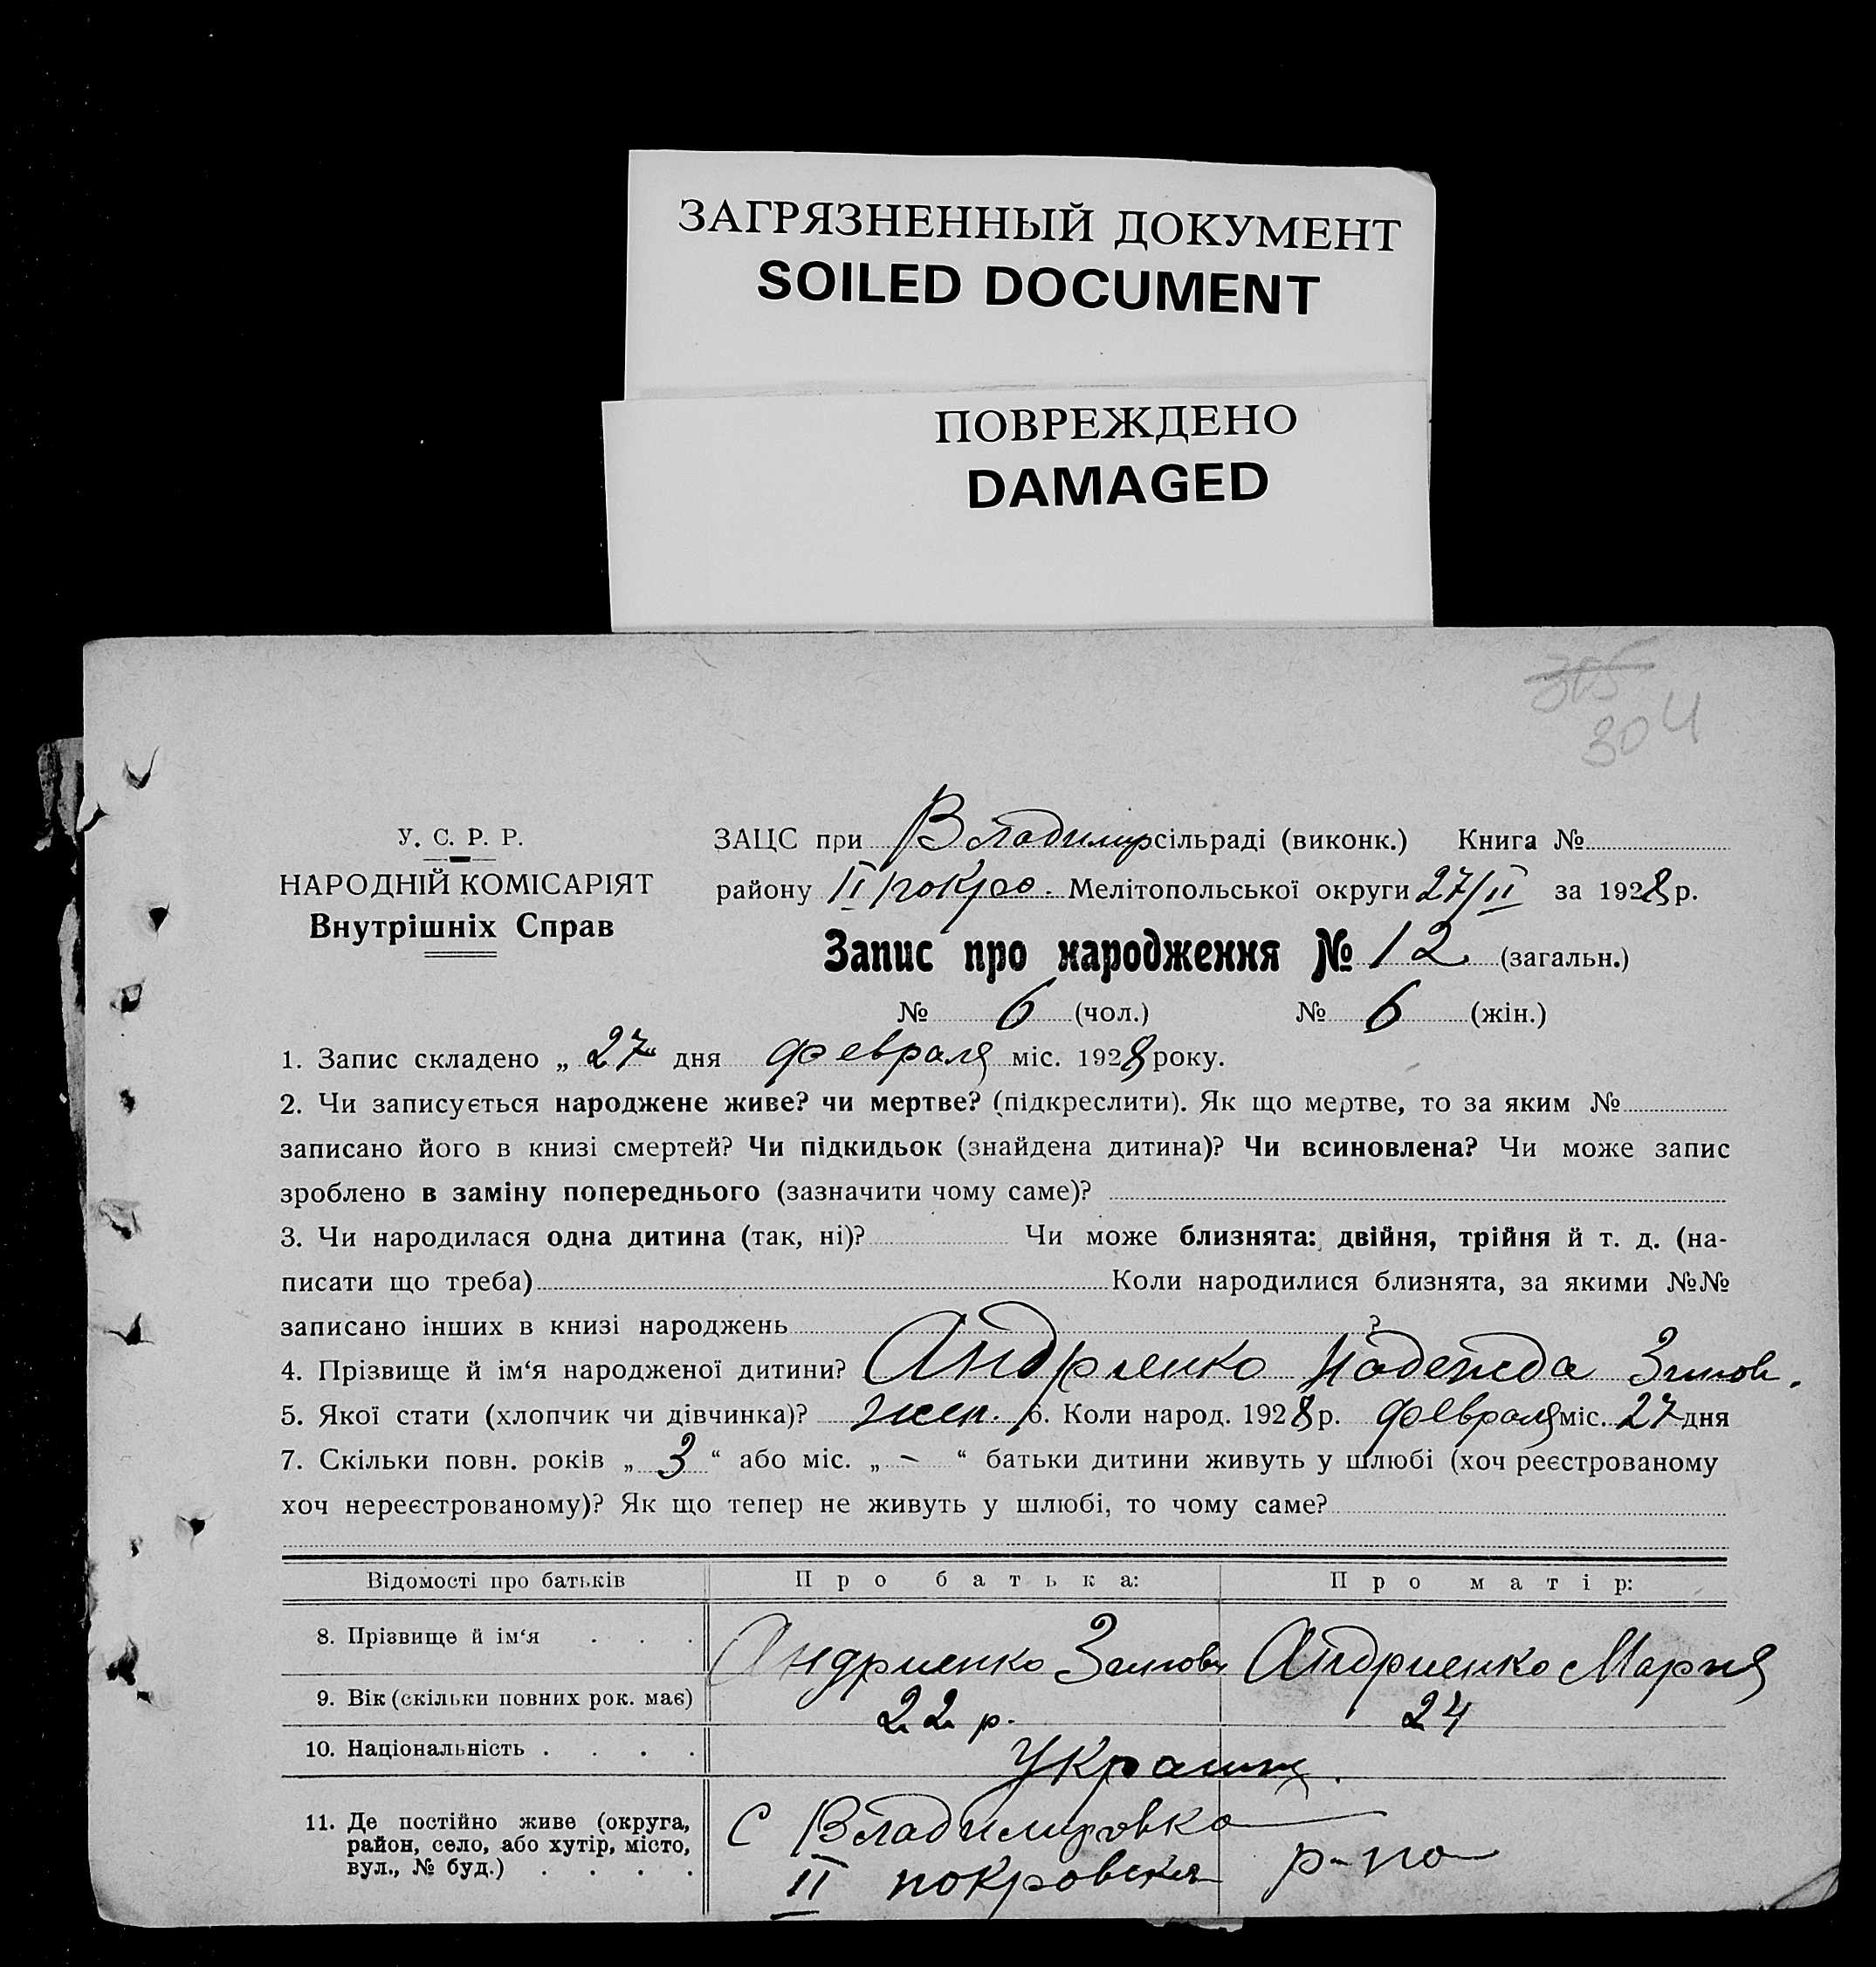 ЗАГРЯЗНЕННЫЙ ДОКУМЕНТ
SOILED DOCUMENT
ПОВРЕЖДЕНО
DAMAGED
305
304
У. С. Р. Р.
НАРОДНІЙ КОМІСАРІЯТ
Внутрішніх Справ
ЗАЦС при Владимир сільраді (виконк.) Книга №
району II Покров. Мелітопольської округи 27/II за 1928 р.
Запис про народження № 12 (загальн.)
№ 6 (чол.) № 6 (жін.)
1. Запис складено „ 27 “ дня февраля міс. 1928 року.
2. Чи записується народжене живе? чи мертве? (підкреслити). Як що мертве, то за яким №
записано його в книзі смертей? Чи підкидьок (знайдена дитина)? Чи всиновлена? Чи може запис
зроблено в заміну попереднього (зазначити чому саме)?
3. Чи народилася одна дитина (так, ні)? Чи може близнята: двійня, трійня й т. д. (на-
писати що треба) Коли народилися близнята, за якими №№
записано інших в книзі народжень ?
4. Прізвище й ім‘я народженої дитини? Андриенко Надежда Зинов.
5. Якої стати (хлопчик чи дівчинка)? жен. 6. Коли народ. 1928 р. февраля міс. 27 дня
7. Скільки повн. років „ 3 “ або міс. „ - “ батьки дитини живуть у шлюбі (хоч реєстрованому
хоч нереєстрованому)? Як що тепер не живуть у шлюбі, то чому саме?
Відомості про батьків Про батька: Про матір:
8. Прізвище й ім‘я . . . Андриенко Зинов Андриенко Мария
9. Вік (скільки повних рок. має) 22 р. 24
10. Національність . . . . Украинц.
11. Де постійно живе (округа, С Владимировка
район, село, або хутір, місто,
вул., № буд.) . . . . II покровская р-на